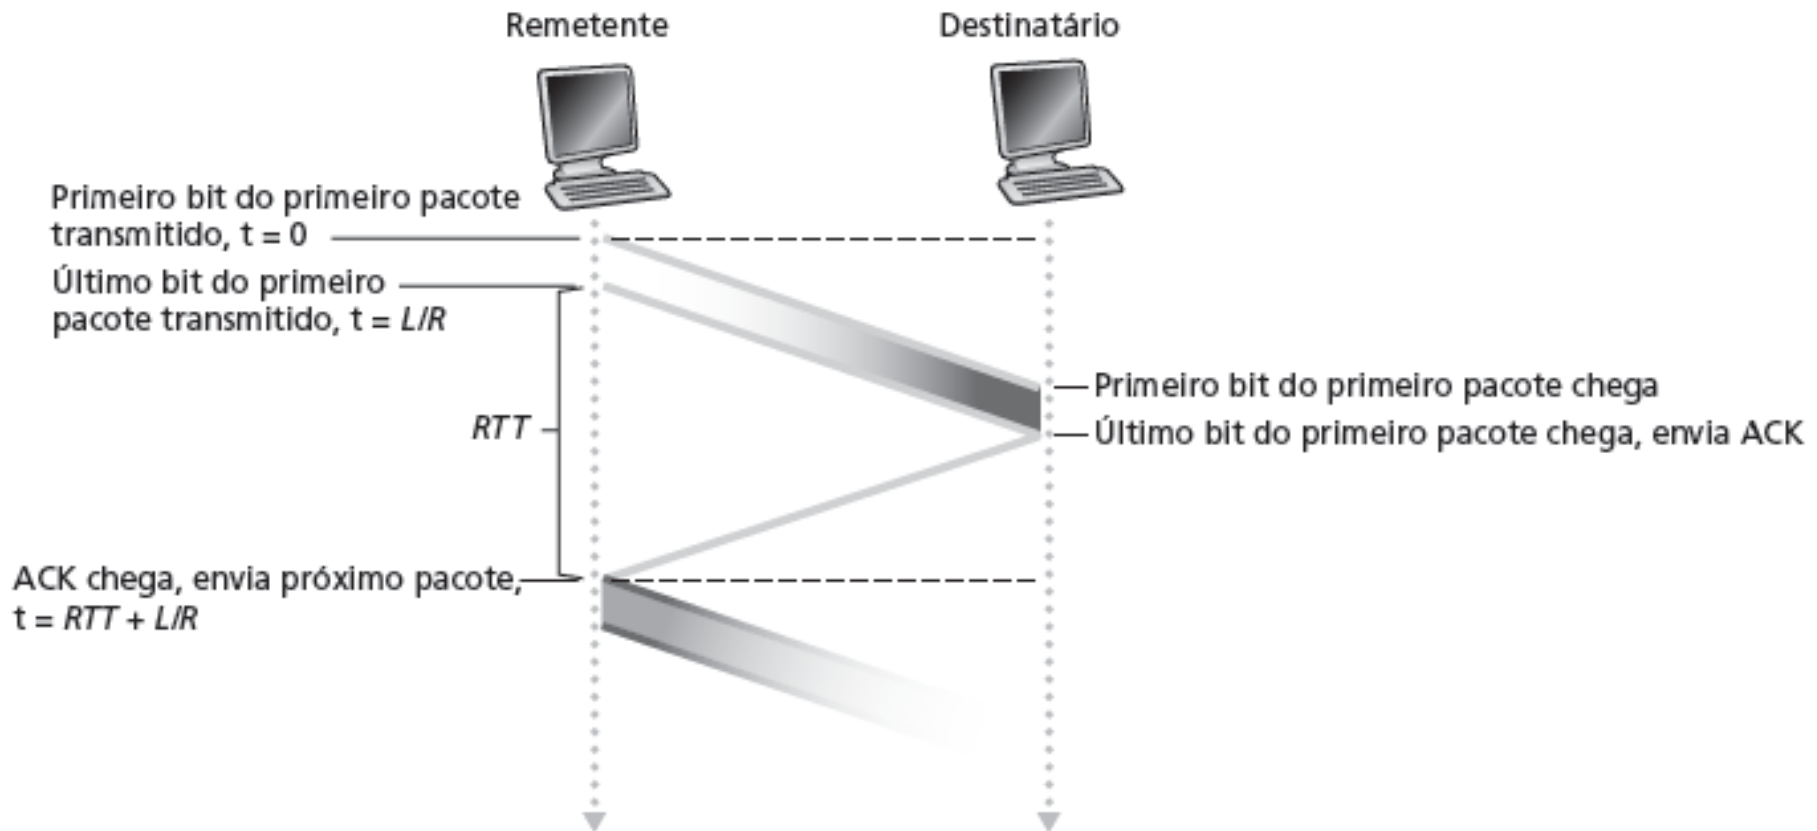 Remetente
Destinatário
Primeiro bit do primeiro pacote
transmitido, t = 0
Último bit do primeiro
pacote transmitido, t = L/R
Primeiro bit do primeiro pacote chega
Último bit do primeiro pacote chega, envia ACK
RTT
ACK chega, envia próximo pacote,
t = RTT + L/R